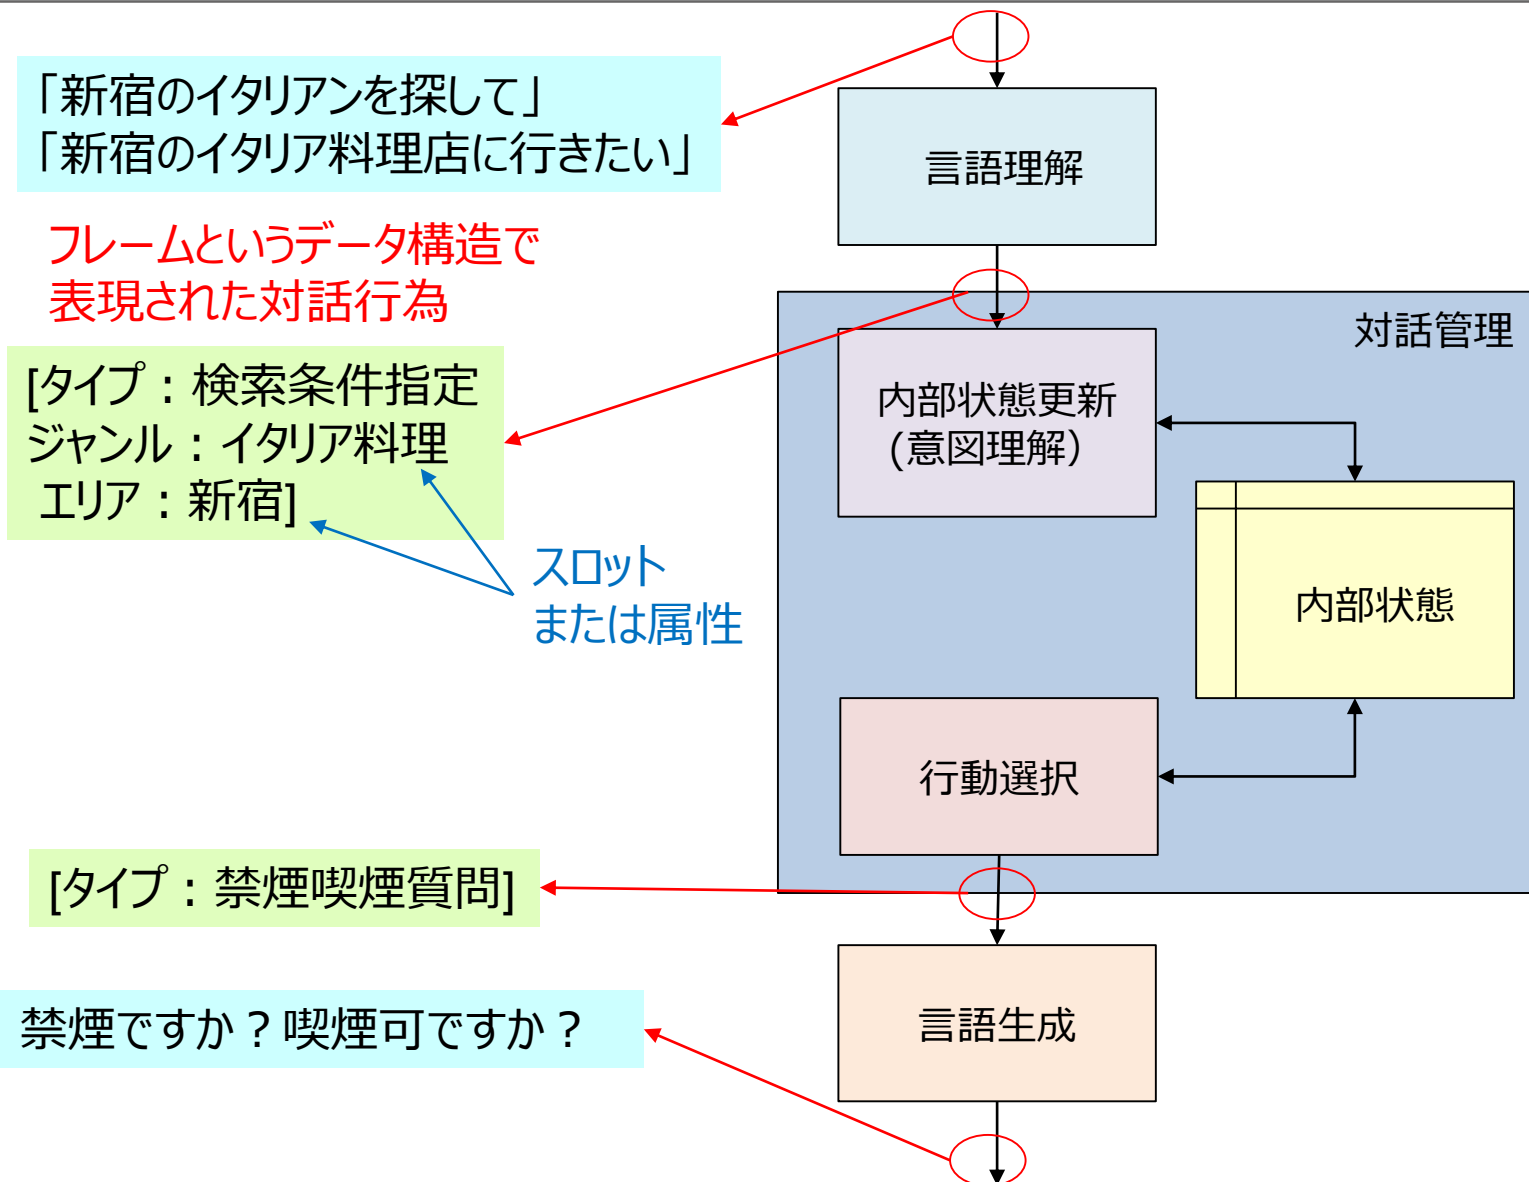 「新宿のイタリアンを探して」
「新宿のイタリア料理店に行きたい」
言語理解
フレームというデータ構造で
表現された対話行為
対話管理
[タイプ：検索条件指定
ジャンル：イタリア料理
エリア：新宿]
内部状態更新
(意図理解）
スロット
または属性
内部状態
行動選択
[タイプ：禁煙喫煙質問]
禁煙ですか？喫煙可ですか？
言語生成